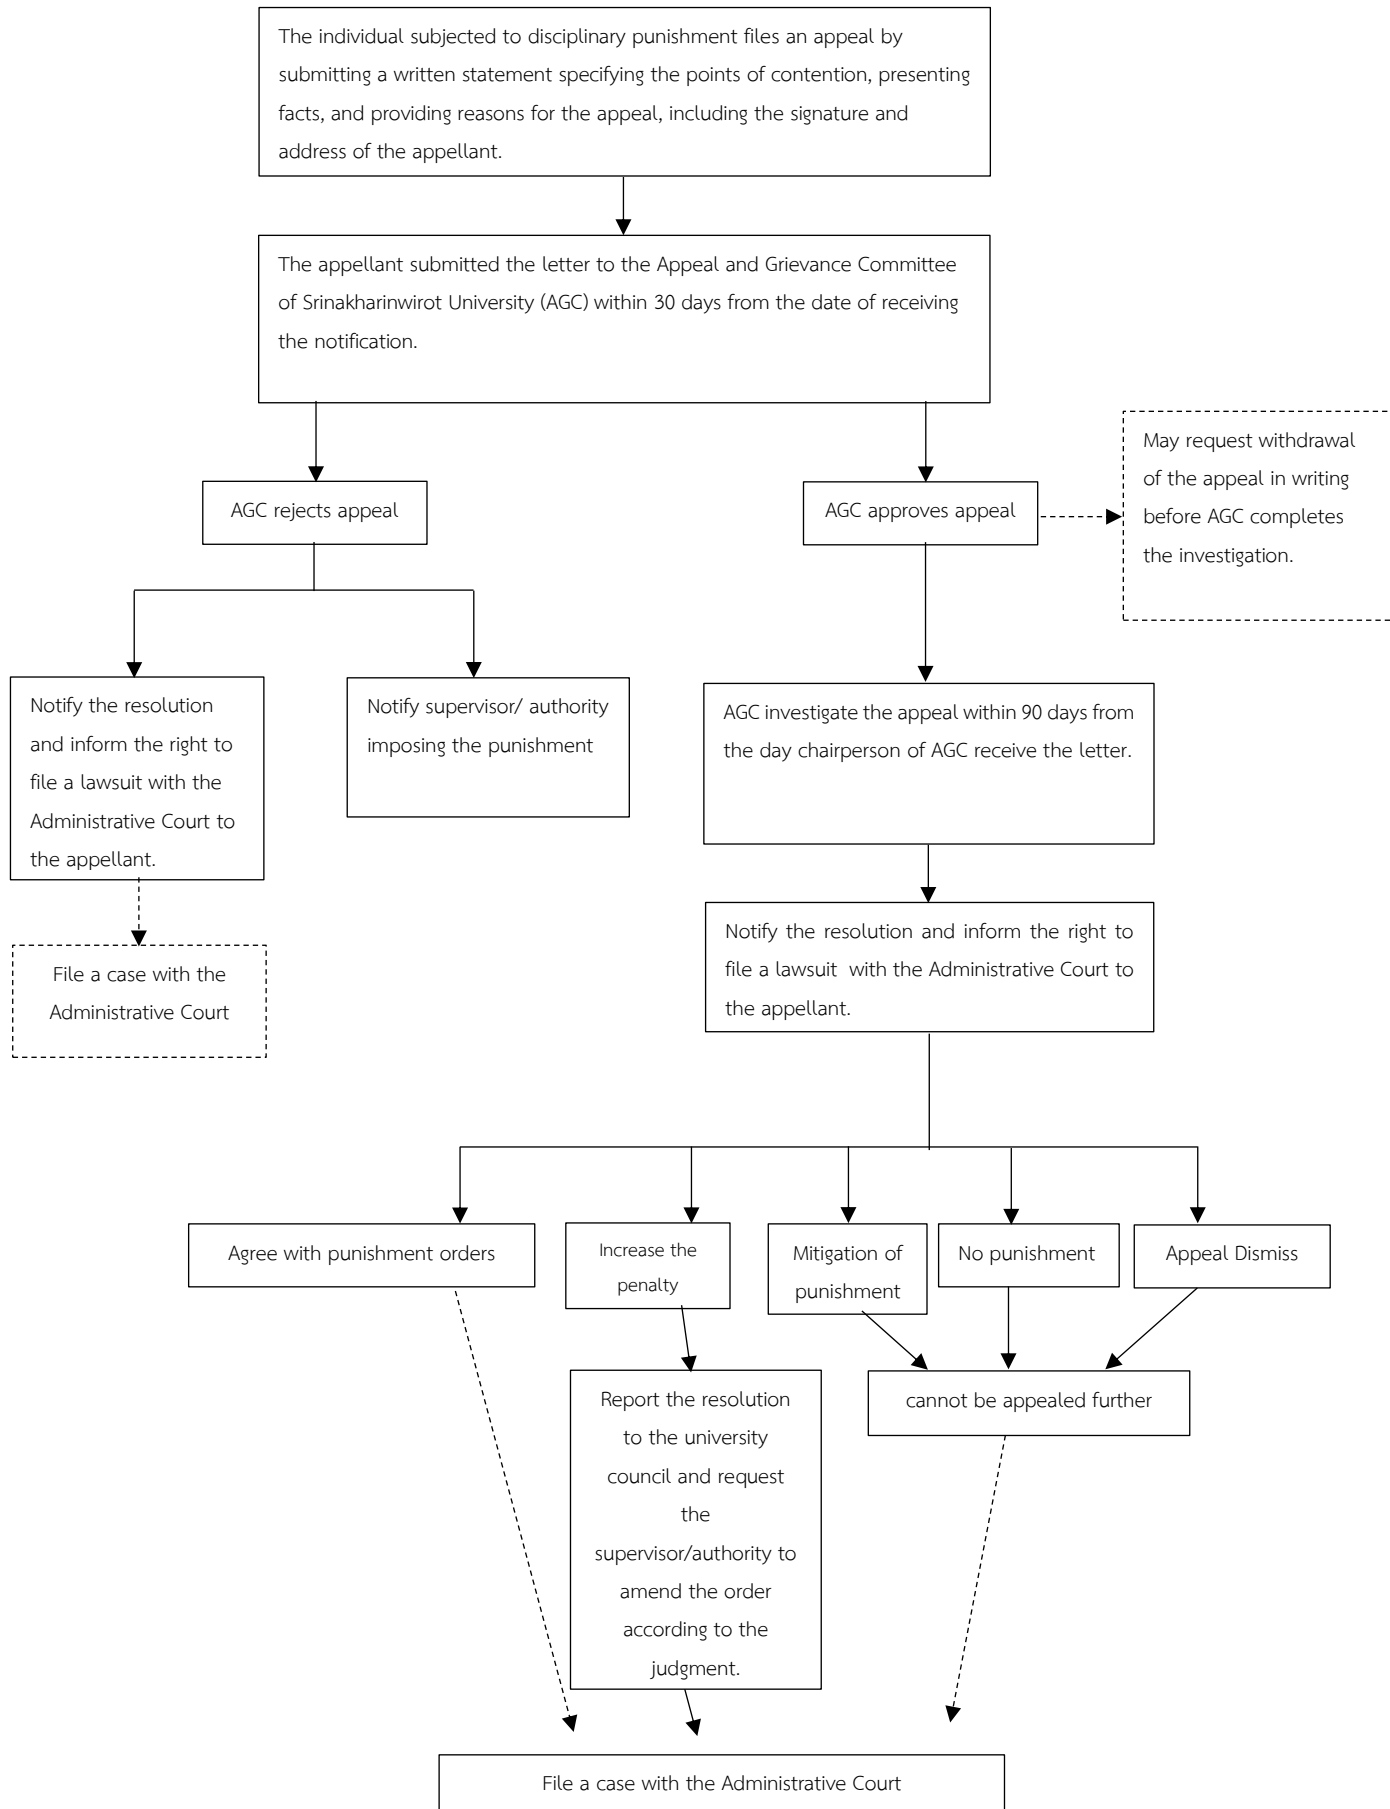 The individual subjected to disciplinary punishment files an appeal by
submitting a written statement specifying the points of contention, presenting
facts, and providing reasons for the appeal, including the signature and
address of the appellant.
The appellant submitted the letter to the Appeal and Grievance Committee
of Srinakharinwirot University (AGC) within 30 days from the date of receiving
the notification.
AGC rejects appeal
AGC approves appeal
May request withdrawal
of the appeal in writing
before AGC completes
the investigation.
Notify the resolution
and inform the right to
file a lawsuit with the
Administrative Court to
the appellant.
Notify supervisor/ authority
imposing the punishment
AGC investigate the appeal within 90 days from
the day chairperson of AGC receive the letter.
File a case with the
Administrative Court
Notify the resolution and inform the right to
file a lawsuit with the Administrative Court to
the appellant.
Agree with punishment orders
Increase the
penalty
Mitigation of
punishment
No punishment
Appeal Dismiss
Report the resolution
to the university
council and request
the
supervisor/authority to
amend the order
according to the
judgment.
cannot be appealed further
File a case with the Administrative Court